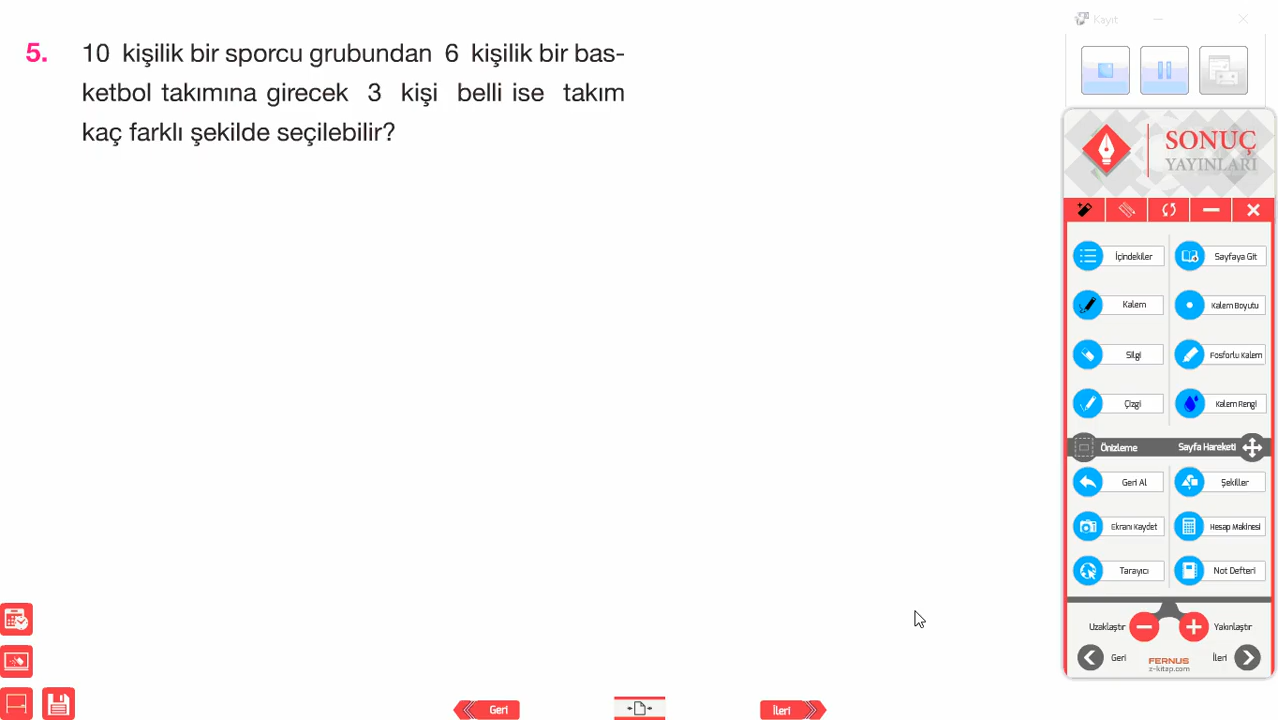 Kayıt
5. 10 kişilik bir sporcu grubundan 6 kişilik bir bas-
ketbol takımına girecek 3 kişi belli ise takım
kaç farklı şekilde seçilebilir?
SONUÇ
YAYINLARI
İçindekiler
Sayfaya Git
Kalem
Kalem Boyutu
Silgi
Fosforlu Kalem
Çizgi
Kalem Rengi
Önizleme
Sayfa Hareketi
Geri Al
Şekiller
Ekranı Kaydet
Hesap Makinesi
Tarayıcı
Not Defteri
Uzaklaştır
Yakınlaştır
Geri
FERNUS
z-kitap.com
İleri
Geri
İleri